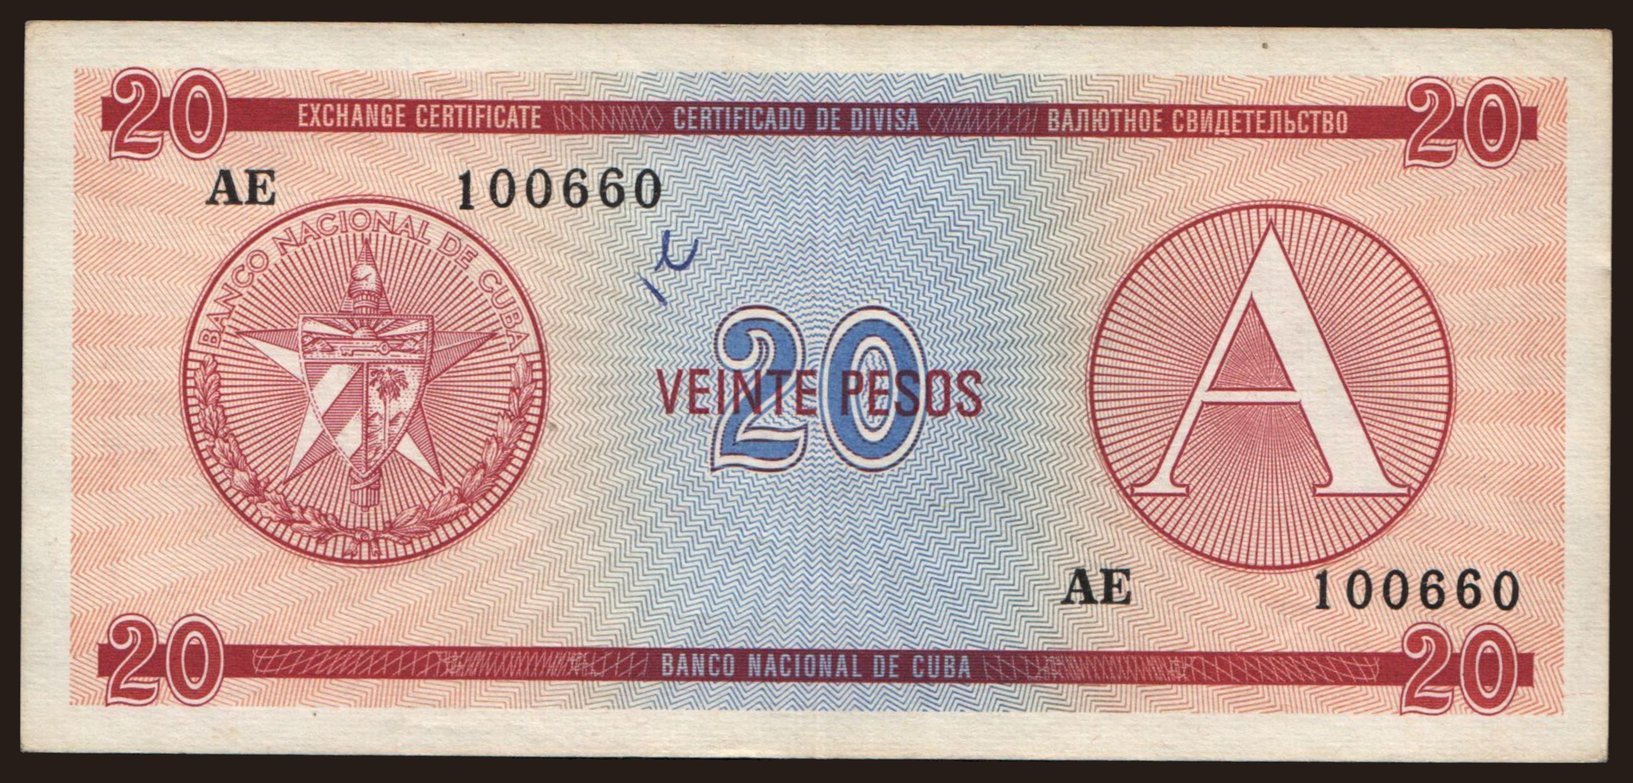 20 EXCHANGE CERTIFICATE CERTIFICADO DE DIVISA ВАЛЮТНОЕ СВИДЕТЕЛЬСТВО 20
AE 100660
BANCO NACIONAL DE CUBA
20
VEINTE PESOS
A
AE 100660
20 BANCO NACIONAL DE CUBA 20